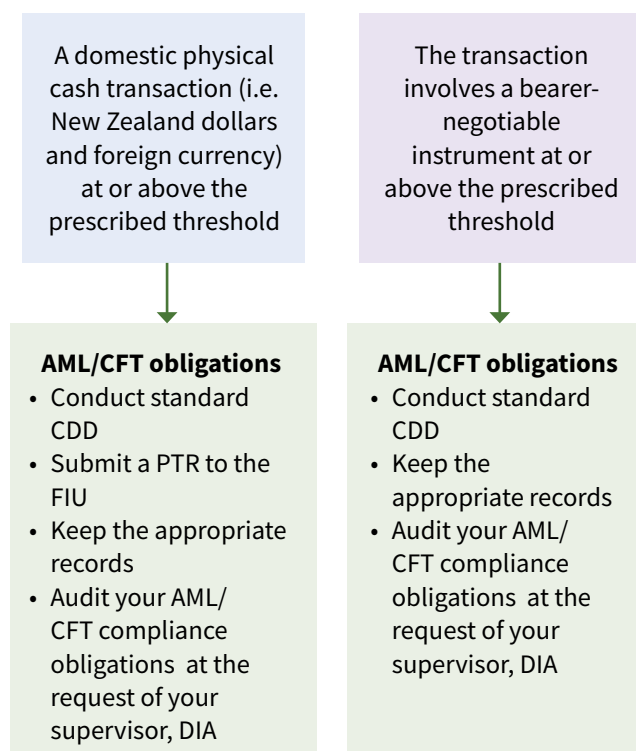 A domestic physical
cash transaction (i.e.
New Zealand dollars
and foreign currency)
at or above the
prescribed threshold
The transaction
involves a bearer-
negotiable
instrument at or
above the prescribed
threshold
AML/CFT obligations
• Conduct standard
CDD
• Submit a PTR to the
FIU
• Keep the appropriate
records
• Audit your AML/
CFT compliance
obligations at the
request of your
supervisor, DIA
AML/CFT obligations
• Conduct standard
CDD
• Keep the
appropriate records
• Audit your AML/
CFT compliance
obligations at the
request of your
supervisor, DIA